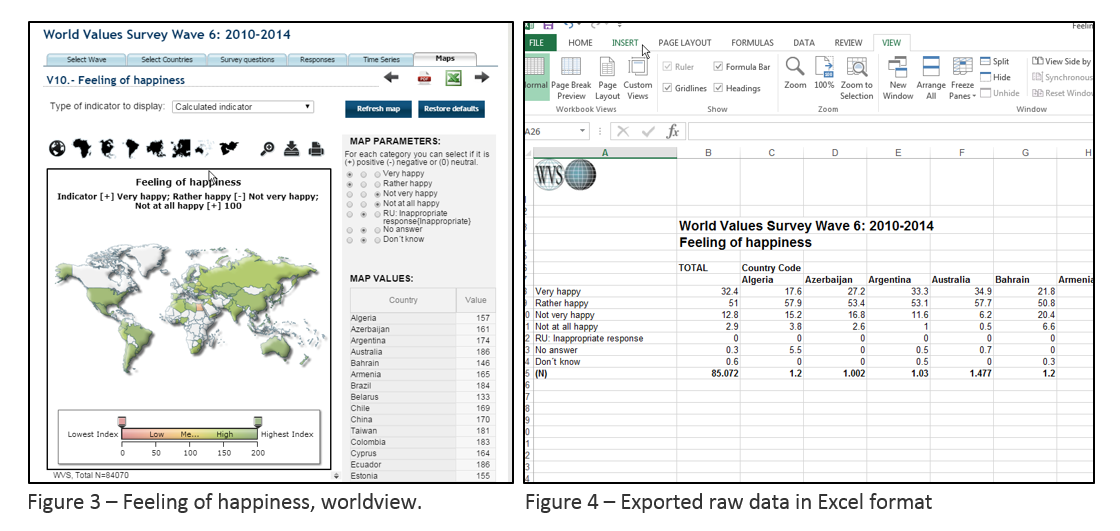 World Values Survey Wave 6: 2010-2014
Select Wave Select Countries Survey questions Responses Time Series Maps
V10.- Feeling of happiness
PDF
Type of indicator to display: Calculated indicator
Refresh map Restore defaults
Feeling of happiness
Indicator [+] Very happy; Rather happy [-] Not very happy;
Not at all happy [+] 100
Lowest Index Low Me... High Highest Index
0 50 100 150 200
WVS, Total N=84070
MAP PARAMETERS:
For each category you can select if it is
(+) positive (-) negative or (0) neutral.
Very happy
Rather happy
Not very happy
Not at all happy
RU: Inappropriate
response{Inappropriate}
No answer
Don´t know
MAP VALUES:
Country Value
Algeria 157
Azerbaijan 161
Argentina 174
Australia 186
Bahrain 146
Armenia 165
Brazil 184
Belarus 133
Chile 169
China 170
Taiwan 181
Colombia 183
Cyprus 164
Ecuador 186
Estonia 155
Figure 3 – Feeling of happiness, worldview.
FILE HOME INSERT PAGE LAYOUT FORMULAS DATA REVIEW VIEW
Ruler Formula Bar Split View Side by
Hide Synchronous
Page Break Page Custom Gridlines Headings Zoom 100% Zoom to New Arrange Freeze Unhide Reset Window
Preview Layout Views Selection Window All Panes
Workbook Views Show Zoom Window
A26 fx
A B C D E F G H
WVS
World Values Survey Wave 6: 2010-2014
Feeling of happiness
TOTAL Country Code
Algeria Azerbaijan Argentina Australia Bahrain Armenia
Very happy 32.4 17.6 27.2 33.3 34.9 21.8
Rather happy 51 57.9 53.4 53.1 57.7 50.8
Not very happy 12.8 15.2 16.8 11.6 6.2 20.4
Not at all happy 2.9 3.8 2.6 1 0.5 6.6
RU: Inappropriate response 0 0 0 0 0 0
No answer 0.3 5.5 0 0.5 0.7 0
Don´t know 0.6 0 0 0.5 0 0.3
(N) 85.072 1.2 1.002 1.03 1.477 1.2
Figure 4 – Exported raw data in Excel format